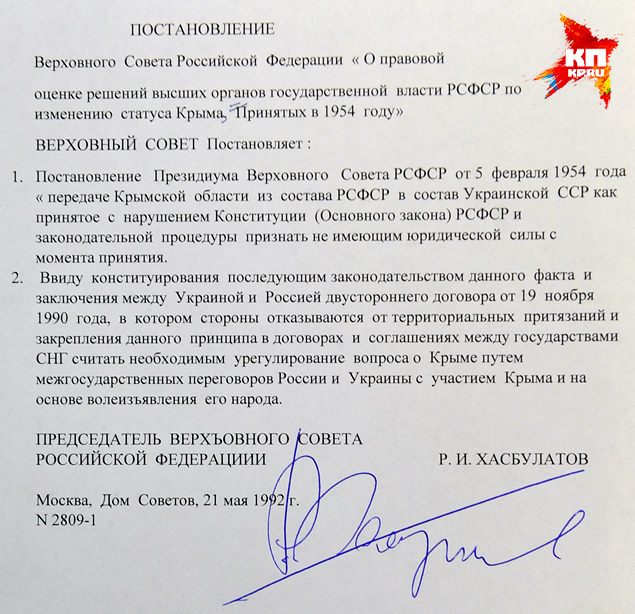 ПОСТАНОВЛЕНИЕ
КП
KP.RU
Верховного Совета Российской Федерации « О правовой
оценке решений высших органов государственной власти РСФСР по
изменению статуса Крыма, Принятых в 1954 году»
ВЕРХОВНЫЙ СОВЕТ Постановляет :
1. Постановление Президиума Верховного Совета РСФСР от 5 февраля 1954 года
« передаче Крымской области из состава РСФСР в состав Украинской ССР как
принятое с нарушением Конституции (Основного закона) РСФСР и
законодательной процедуры признать не имеющим юридической силы с
момента принятия.
2. Ввиду конституирования последующим законодательством данного факта и
заключения между Украиной и Россией двустороннего договора от 19 ноября
1990 года, в котором стороны отказываются от территориальных притязаний и
закрепления данного принципа в договорах и соглашениях между государствами
СНГ считать необходимым урегулирование вопроса о Крыме путем
межгосударственных переговоров России и Украины с участием Крыма и на
основе волеизъявления его народа.
ПРЕДСЕДАТЕЛЬ ВЕРХЪОВНОГО СОВЕТА
РОССИЙСКОЙ ФЕДЕРАЦИИИ Р. И. ХАСБУЛАТОВ
Москва, Дом Советов, 21 мая 1992 г.
N 2809-1